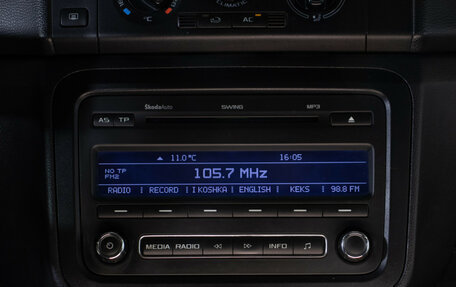 °C
CLIMATIC
AC
ŠkodaAuto SWING MP3
AS TP
11.0°C 16:05
NO TP
FM2
105.7 MHz
RADIO | RECORD | I KOSHKA | ENGLISH | KEKS | 98.8 FM
MEDIA RADIO INFO